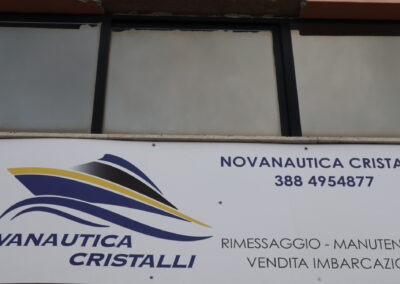 VANAUTICA
CRISTALLI
NOVANAUTICA CRISTA
388 4954877
RIMESSAGGIO - MANUTEN
VENDITA IMBARCAZIO